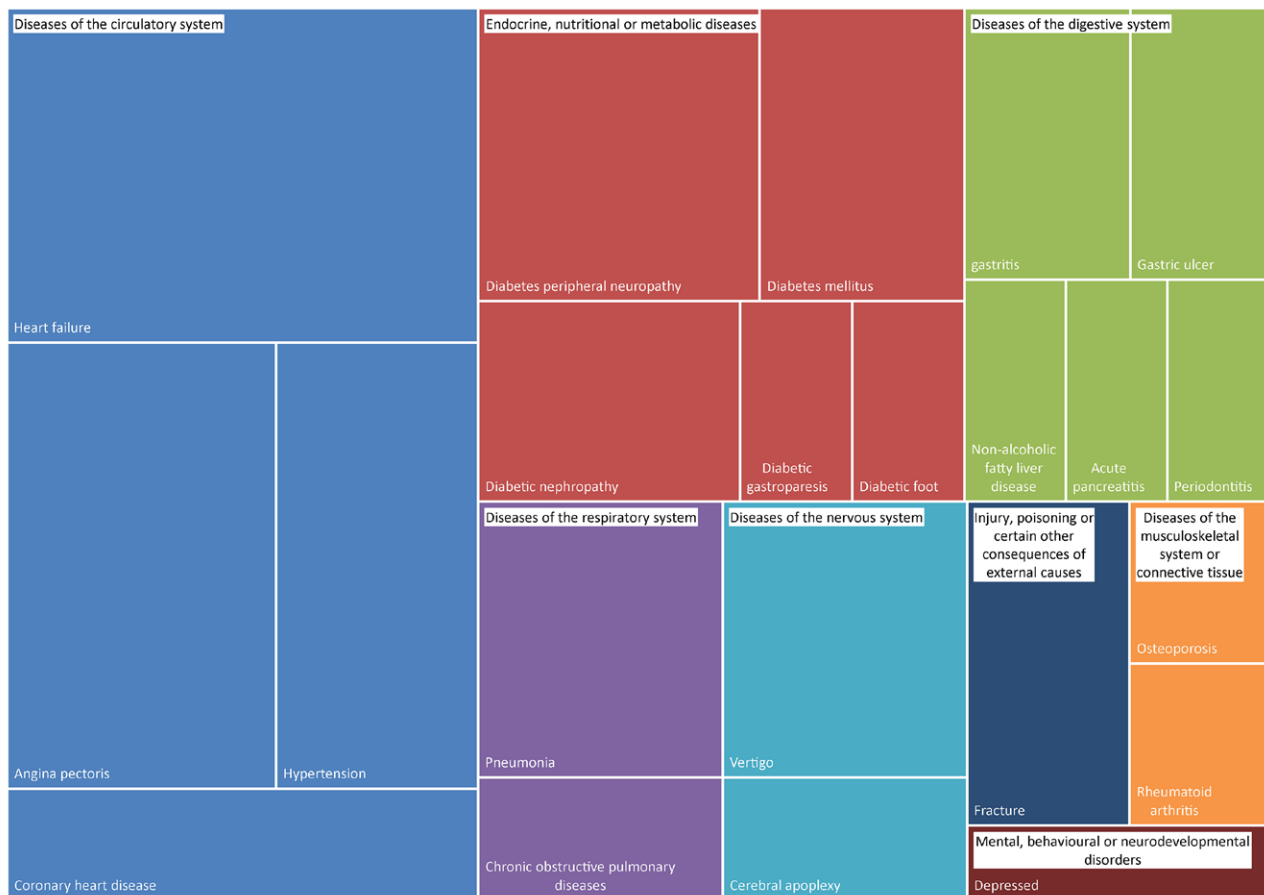 Diseases of the circulatory system
Heart failure
Angina pectoris
Hypertension
Coronary heart disease
Endocrine, nutritional or metabolic diseases
Diabetes peripheral neuropathy
Diabetes mellitus
Diabetic nephropathy
Diabetic
gastroparesis
Diabetic foot
Diseases of the digestive system
gastritis
Gastric ulcer
Non-alcoholic
fatty liver
disease
Acute
pancreatitis
Periodontitis
Diseases of the respiratory system
Pneumonia
Chronic obstructive pulmonary
diseases
Diseases of the nervous system
Vertigo
Cerebral apoplexy
Injury, poisoning or
certain other
consequences of
external causes
Fracture
Diseases of the
musculoskeletal
system or
connective tissue
Osteoporosis
Rheumatoid
arthritis
Mental, behavioural or neurodevelopmental
disorders
Depressed